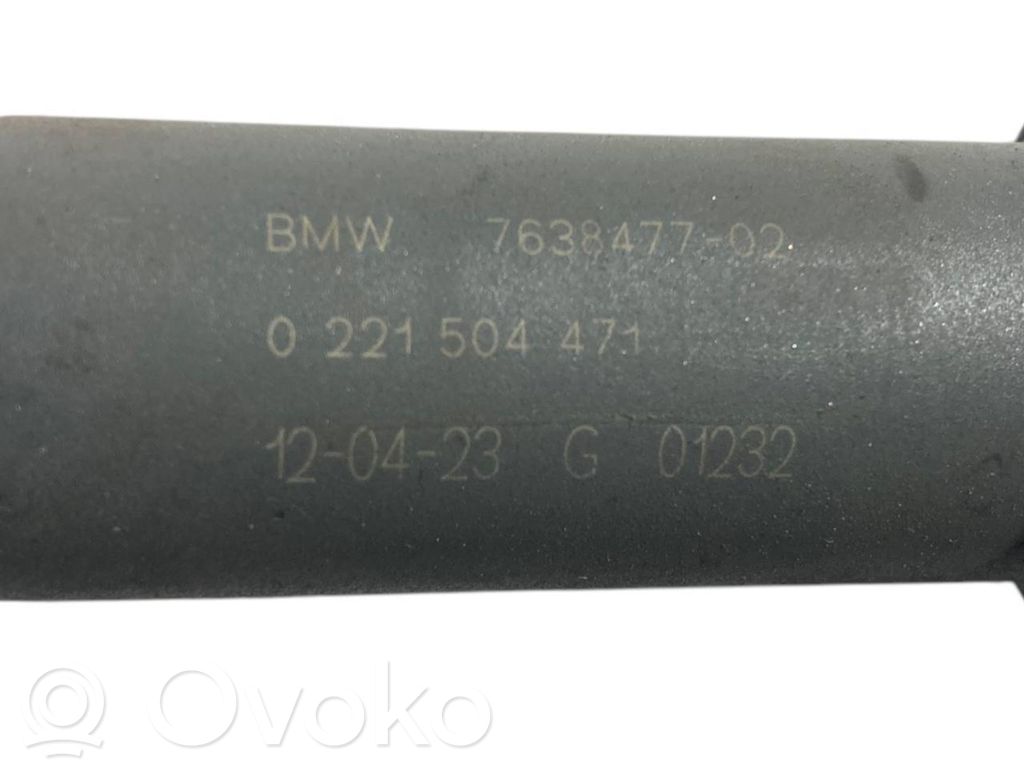 BMW 7638477-02
0 221 504 471
12-04-23 G 01232
Ovoko